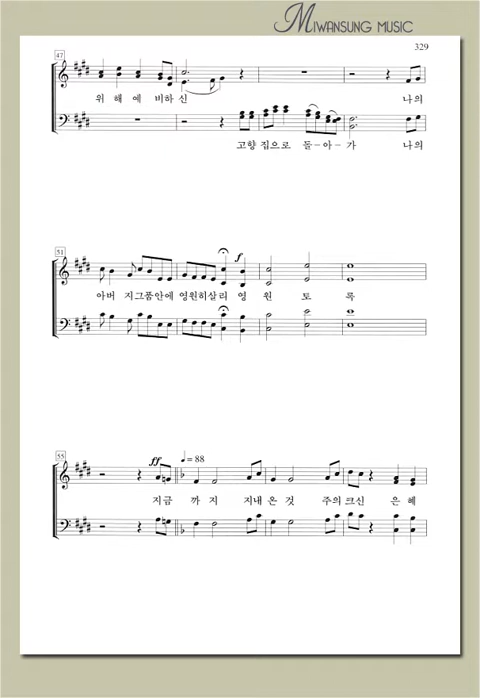 MIWANSUNG MUSIC
329
47
위 해 예 비하 신 나의
고향 집으로 돌-아-가 나의
51
f
아버 지그품안에 영원히살리 영 원 토 록
55
ff ♩= 88
지금 까 지 지내 온 것 주의 크신 은 혜